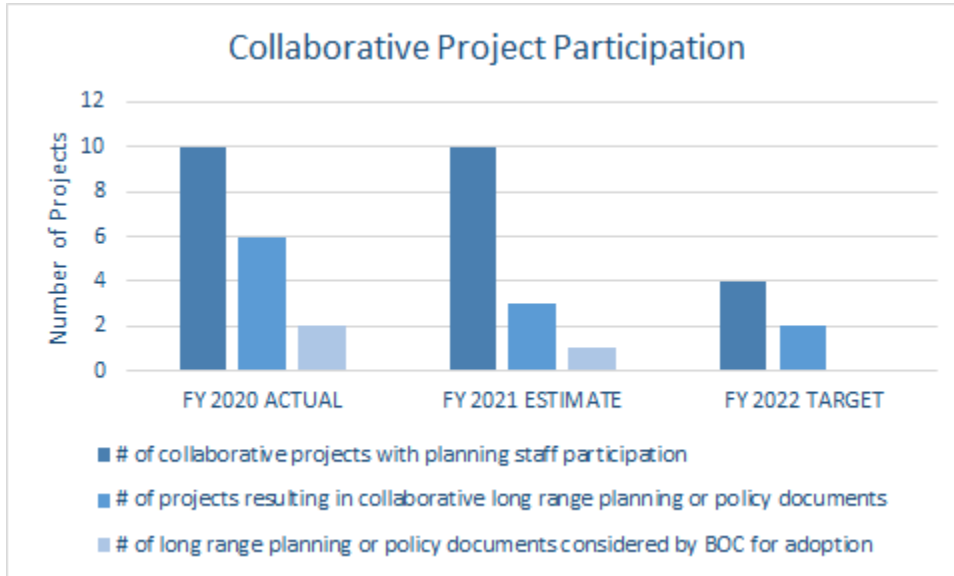 Collaborative Project Participation
Number of Projects
12
10
8
6
4
2
0
FY 2020 ACTUAL
FY 2021 ESTIMATE
FY 2022 TARGET
# of collaborative projects with planning staff participation
# of projects resulting in collaborative long range planning or policy documents
# of long range planning or policy documents considered by BOC for adoption